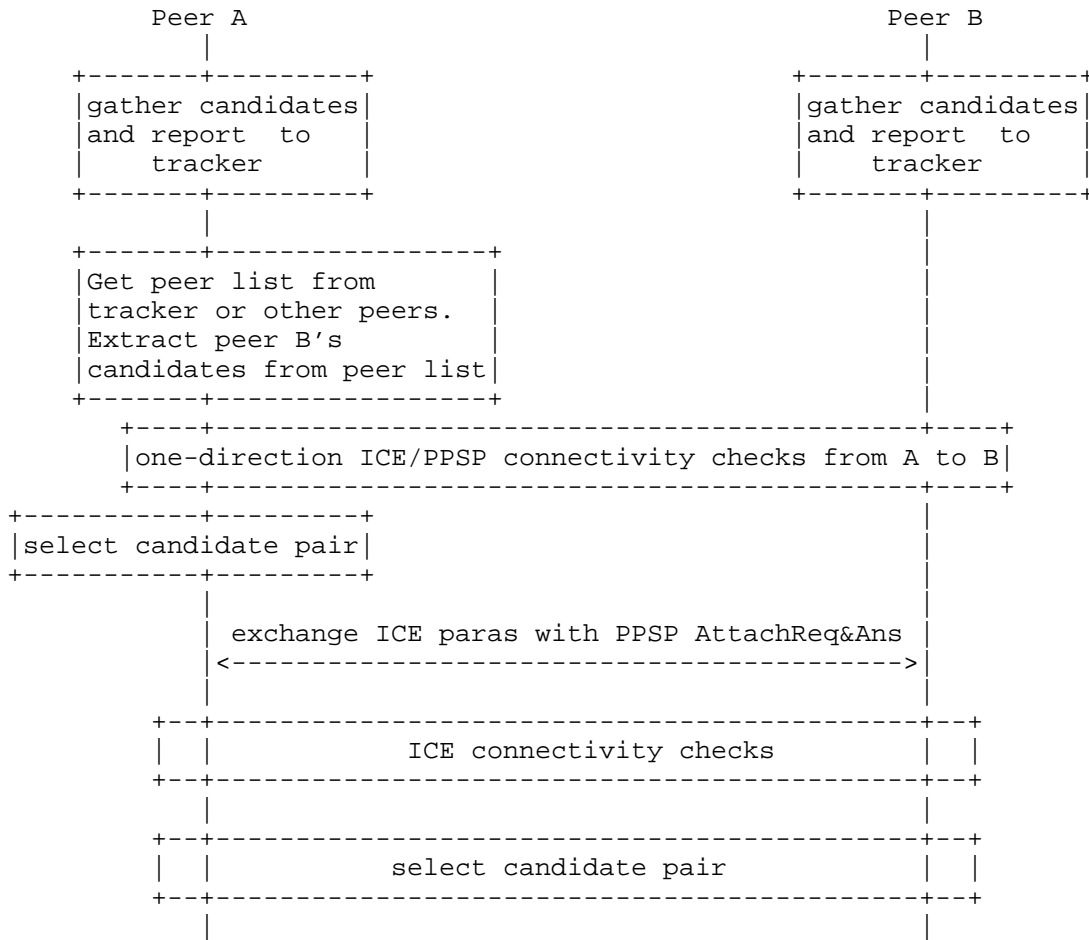 Peer A Peer B
gather candidates gather candidates
and report to and report to
tracker tracker
Get peer list from
tracker or other peers.
Extract peer B's
candidates from peer list
one-direction ICE/PPSP connectivity checks from A to B
select candidate pair
exchange ICE paras with PPSP AttachReq&Ans
ICE connectivity checks
select candidate pair